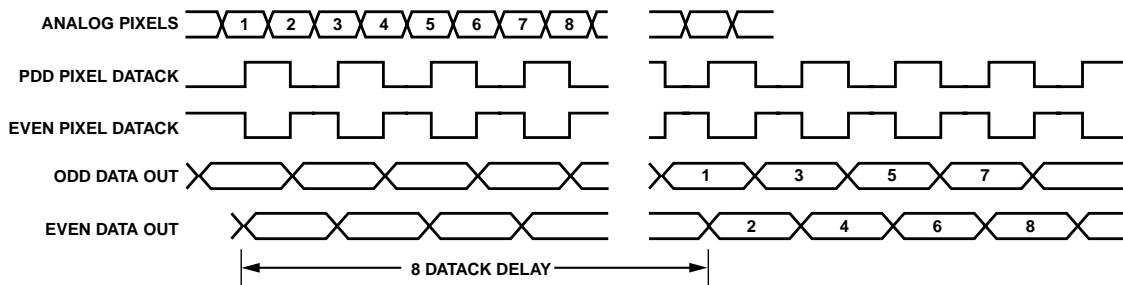 ANALOG PIXELS 1 2 3 4 5 6 7 8
PDD PIXEL DATACK
EVEN PIXEL DATACK
ODD DATA OUT 1 3 5 7
EVEN DATA OUT 2 4 6 8
8 DATACK DELAY